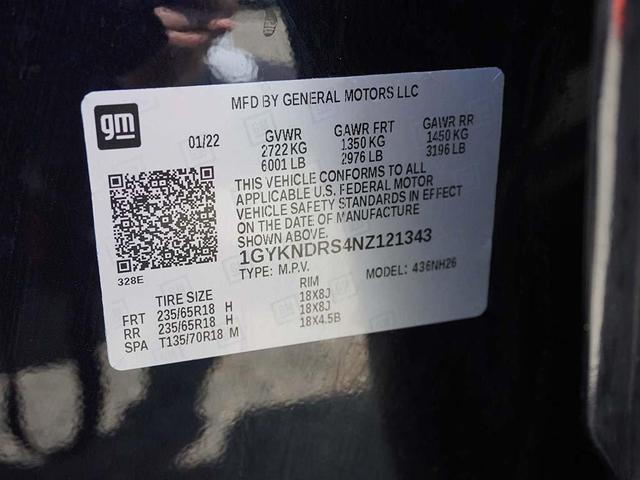 gm
MFD BY GENERAL MOTORS LLC
01/22
GVWR GAWR FRT GAWR RR
2722 KG 1350 KG 1450 KG
6001 LB 2976 LB 3196 LB
THIS VEHICLE CONFORMS TO ALL
APPLICABLE U.S. FEDERAL MOTOR
VEHICLE SAFETY STANDARDS IN EFFECT
ON THE DATE OF MANUFACTURE
SHOWN ABOVE.
1GYKNDRS4NZ121343
TYPE: M.P.V. MODEL: 436NH26
328E
TIRE SIZE RIM
FRT 235/65R18 H 18X8J
RR 235/65R18 H 18X8J
SPA T135/70R18 M 18X4.5B